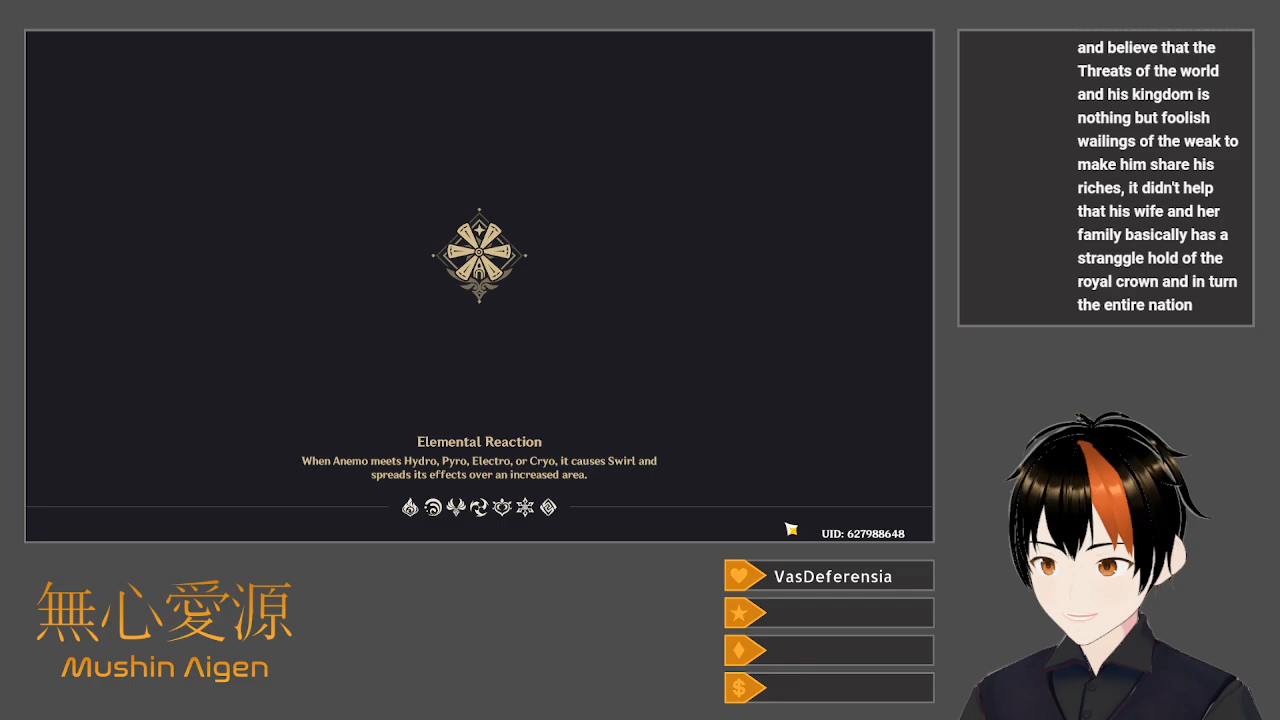 and believe that the
Threats of the world
and his kingdom is
nothing but foolish
wailings of the weak to
make him share his
riches, it didn't help
that his wife and her
family basically has a
stranggle hold of the
royal crown and in turn
the entire nation
Elemental Reaction
When Anemo meets Hydro, Pyro, Electro, or Cryo, it causes Swirl and
spreads its effects over an increased area.
UID: 627988648
VasDeferensia
無心愛源
Mushin Aigen